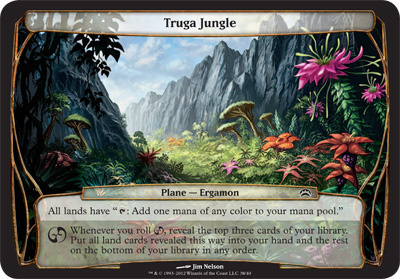 Truga Jungle
Plane — Ergamon
All lands have “: Add one mana of any color to your mana pool.”
Whenever you roll , reveal the top three cards of your library.
Put all land cards revealed this way into your hand and the rest
on the bottom of your library in any order.
Jim Nelson
™ & © 1993–2012 Wizards of the Coast LLC 38/41